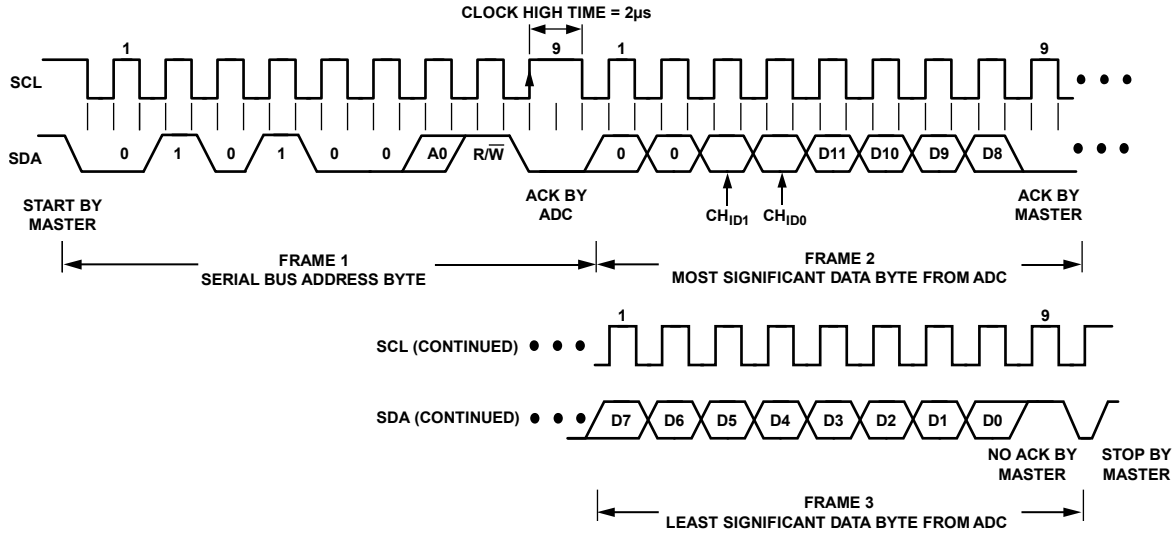 CLOCK HIGH TIME = 2µs
1 9 1 9
SCL
SDA
0 1 0 1 0 0 A0 R/W̅ 0 0 D11 D10 D9 D8
START BY
MASTER
ACK BY
ADC
CH_ID1
CH_ID0
ACK BY
MASTER
FRAME 1
SERIAL BUS ADDRESS BYTE
FRAME 2
MOST SIGNIFICANT DATA BYTE FROM ADC
1 9
SCL (CONTINUED)
SDA (CONTINUED)
D7 D6 D5 D4 D3 D2 D1 D0
NO ACK BY
MASTER
STOP BY
MASTER
FRAME 3
LEAST SIGNIFICANT DATA BYTE FROM ADC